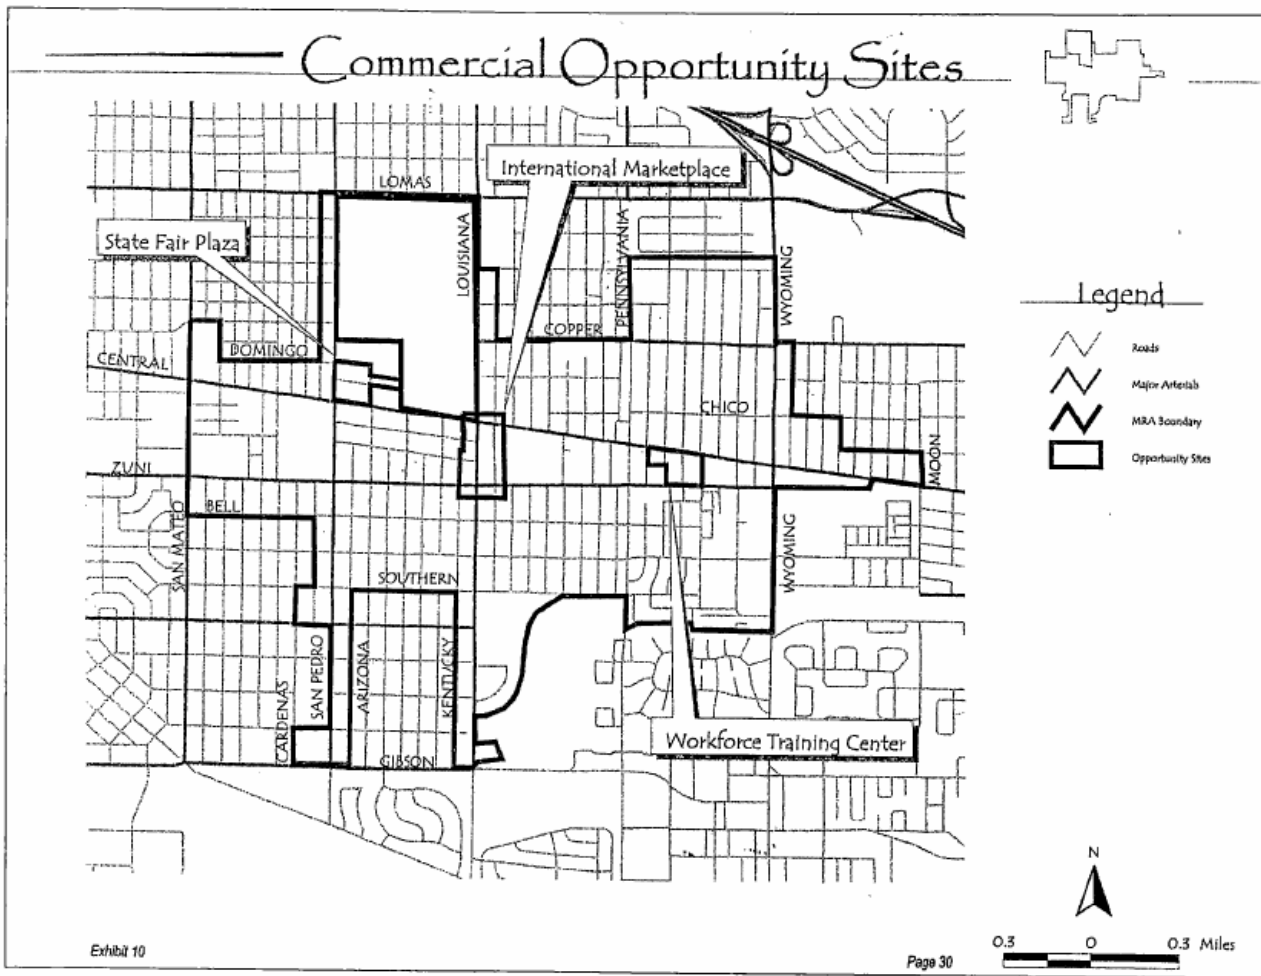 Commercial Opportunity Sites
International Marketplace
LOMAS
State Fair Plaza
LOUISIANA
PENNSYLVANIA
WYOMING
Legend
COPPER
DOMINGO
CENTRAL
Roads
Major Arterials
CHICO
MRA Boundary
MOON
Opportunity Sites
ZUNI
BELL
SAN MATEO
WYOMING
SOUTHERN
SAN PEDRO
ARIZONA
KENTUCKY
CARDENAS
Workforce Training Center
GIBSON
N
0.3 0 0.3 Miles
Exhibit 10
Page 30